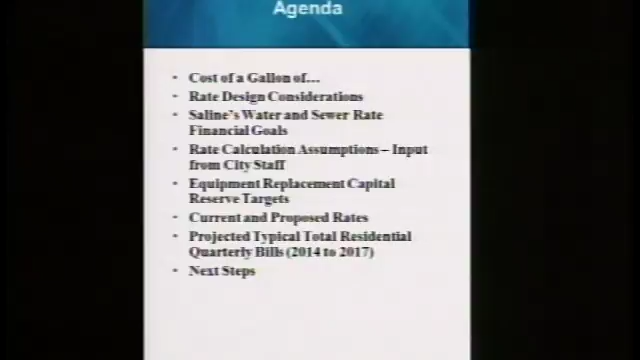 Agenda
• Cost of a Gallon of…
• Rate Design Considerations
• Saline's Water and Sewer Rate
Financial Goals
• Rate Calculation Assumptions – Input
from City Staff
• Equipment Replacement Capital
Reserve Targets
• Current and Proposed Rates
• Projected Typical Total Residential
Quarterly Bills (2014 to 2017)
• Next Steps